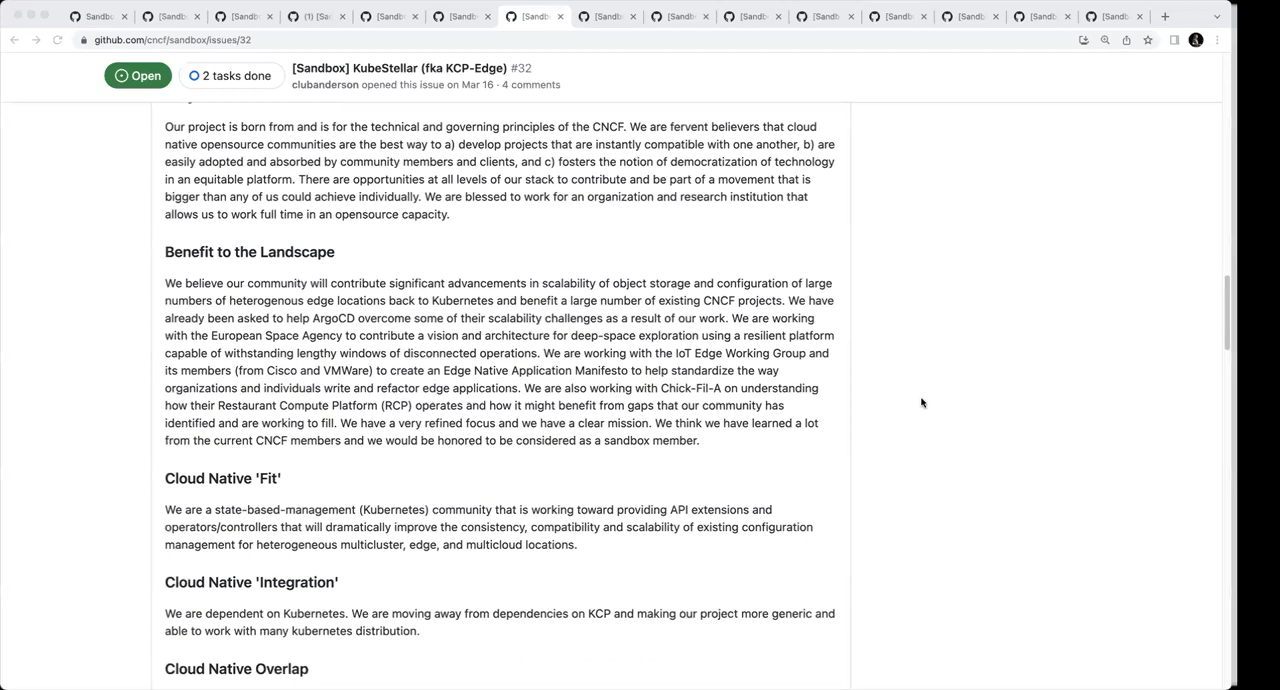 Sandbo
[Sandb
[Sandb
(1) [Sa
[Sandb
[Sandb
[Sandb
[Sandb
[Sandb
[Sandb
[Sandb
[Sandb
[Sandb
[Sandb
[Sandb
github.com/cncf/sandbox/issues/32
Open
2 tasks done
[Sandbox] KubeStellar (fka KCP-Edge) #32
clubanderson opened this issue on Mar 16 · 4 comments
Our project is born from and is for the technical and governing principles of the CNCF. We are fervent believers that cloud
native opensource communities are the best way to a) develop projects that are instantly compatible with one another, b) are
easily adopted and absorbed by community members and clients, and c) fosters the notion of democratization of technology
in an equitable platform. There are opportunities at all levels of our stack to contribute and be part of a movement that is
bigger than any of us could achieve individually. We are blessed to work for an organization and research institution that
allows us to work full time in an opensource capacity.
Benefit to the Landscape
We believe our community will contribute significant advancements in scalability of object storage and configuration of large
numbers of heterogenous edge locations back to Kubernetes and benefit a large number of existing CNCF projects. We have
already been asked to help ArgoCD overcome some of their scalability challenges as a result of our work. We are working
with the European Space Agency to contribute a vision and architecture for deep-space exploration using a resilient platform
capable of withstanding lengthy windows of disconnected operations. We are working with the IoT Edge Working Group and
its members (from Cisco and VMWare) to create an Edge Native Application Manifesto to help standardize the way
organizations and individuals write and refactor edge applications. We are also working with Chick-Fil-A on understanding
how their Restaurant Compute Platform (RCP) operates and how it might benefit from gaps that our community has
identified and are working to fill. We have a very refined focus and we have a clear mission. We think we have learned a lot
from the current CNCF members and we would be honored to be considered as a sandbox member.
Cloud Native 'Fit'
We are a state-based-management (Kubernetes) community that is working toward providing API extensions and
operators/controllers that will dramatically improve the consistency, compatibility and scalability of existing configuration
management for heterogeneous multicluster, edge, and multicloud locations.
Cloud Native 'Integration'
We are dependent on Kubernetes. We are moving away from dependencies on KCP and making our project more generic and
able to work with many kubernetes distribution.
Cloud Native Overlap